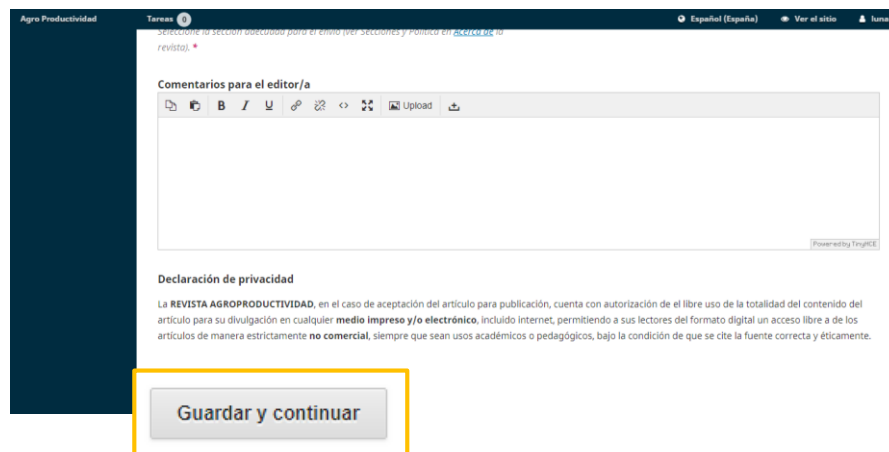 Agro Productividad Tareas 0 Español (España) Ver el sitio luna
Seleccione la sección adecuada para el envío (ver Secciones y Política en Acerca de la
revista). *
Comentarios para el editor/a
B I U Upload
Powered by TinyMCE
Declaración de privacidad
La REVISTA AGROPRODUCTIVIDAD, en el caso de aceptación del artículo para publicación, cuenta con autorización de el libre uso de la totalidad del contenido del
artículo para su divulgación en cualquier medio impreso y/o electrónico, incluido internet, permitiendo a sus lectores del formato digital un acceso libre a de los
artículos de manera estrictamente no comercial, siempre que sean usos académicos o pedagógicos, bajo la condición de que se cite la fuente correcta y éticamente.
Guardar y continuar